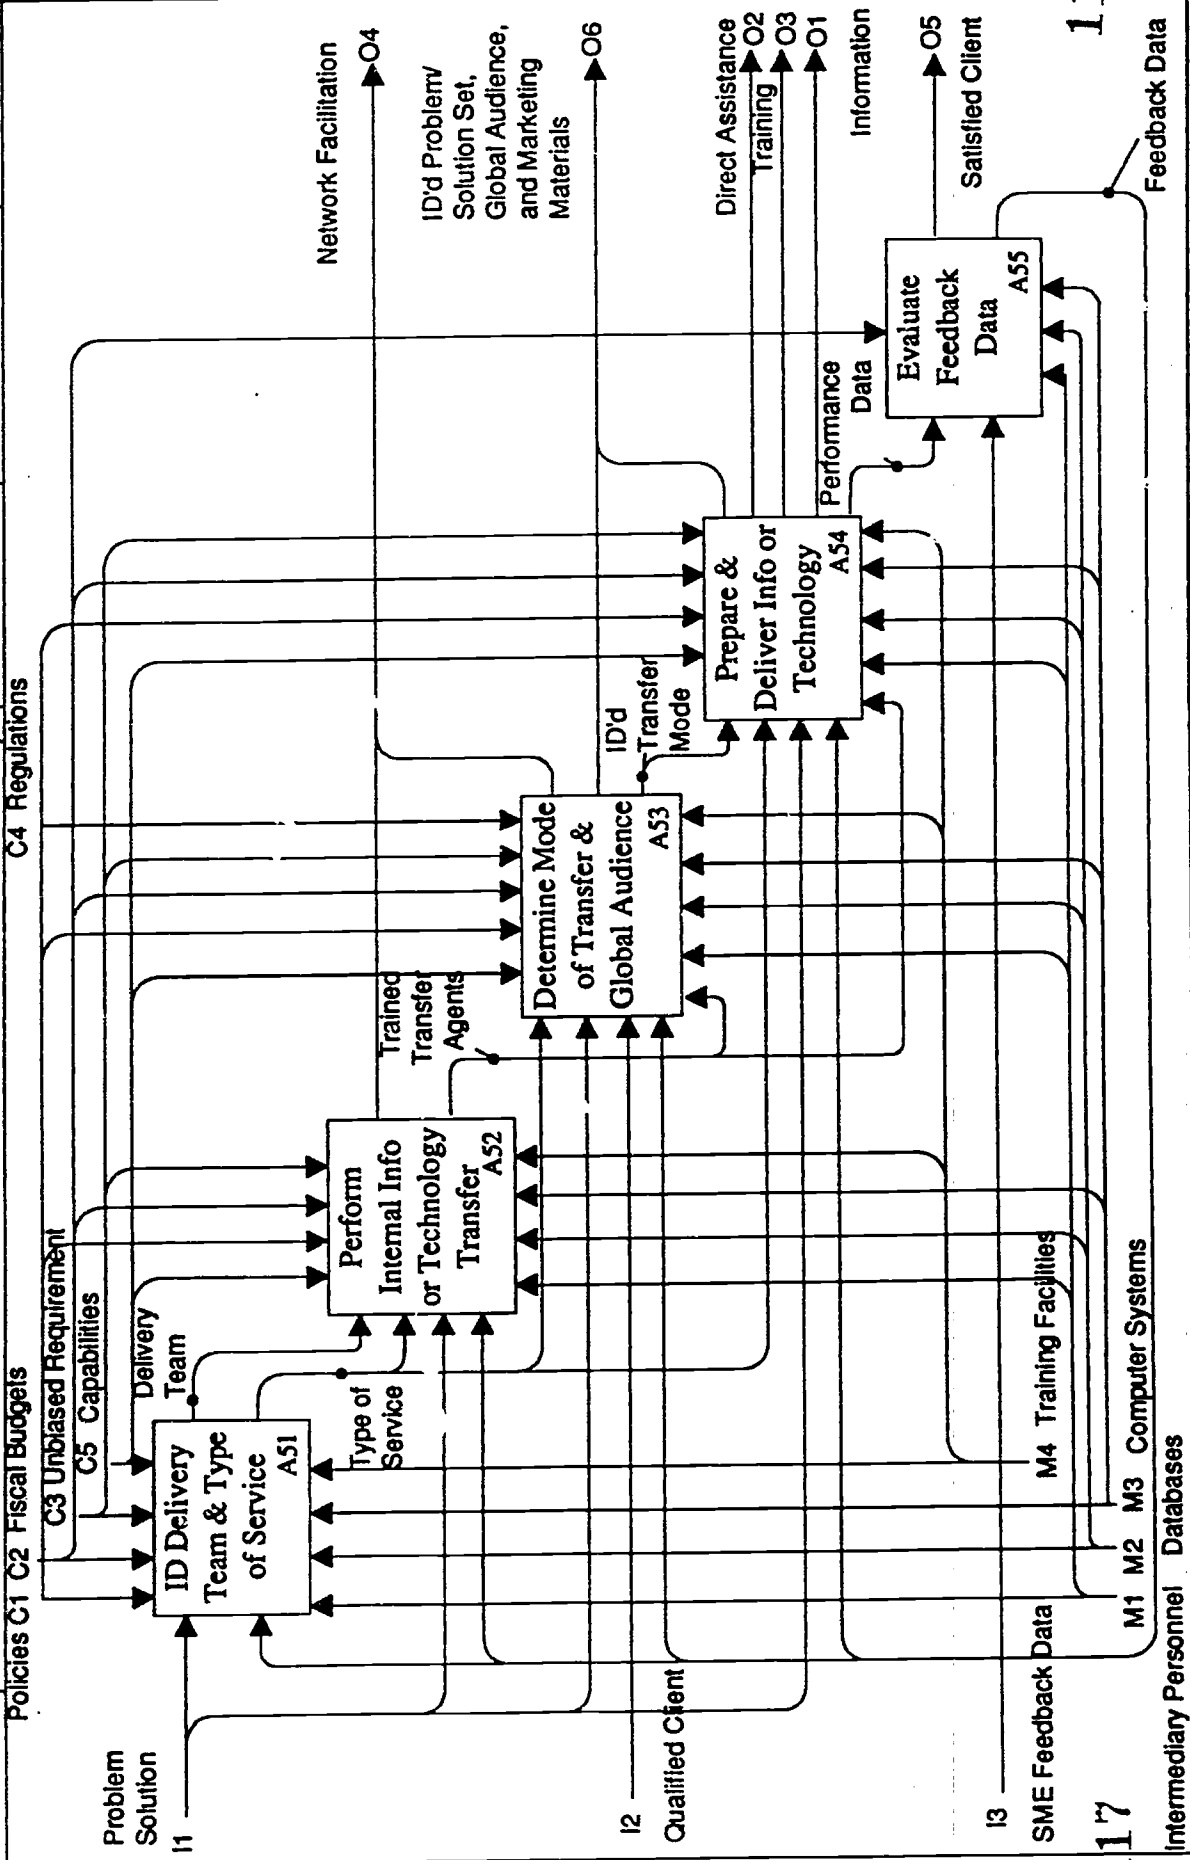 Policies C1 C2 Fiscal Budgets
C4 Regulations
C3 Unbiased Requirement
C5 Capabilities
Delivery
Team
Problem
Solution
I1
ID Delivery
Team & Type
of Service
A51
Type of
Service
Perform
Internal Info
or Technology
Transfer
A52
Trained
Transfer
Agents
Determine Mode
of Transfer &
Global Audience
A53
ID'd
Transfer
Mode
Prepare &
Deliver Info or
Technology
A54
Performance
Data
Evaluate
Feedback
Data
A55
Network Facilitation
O4
ID'd Problem/
Solution Set,
Global Audience,
and Marketing
Materials
O6
Direct Assistance
O2
Training
O3
O1
Information
O5
Satisfied Client
Feedback Data
I2
Qualified Client
I3
SME Feedback Data
M4 Training Facilities
M1 M2 M3 Computer Systems
Intermediary Personnel Databases
17